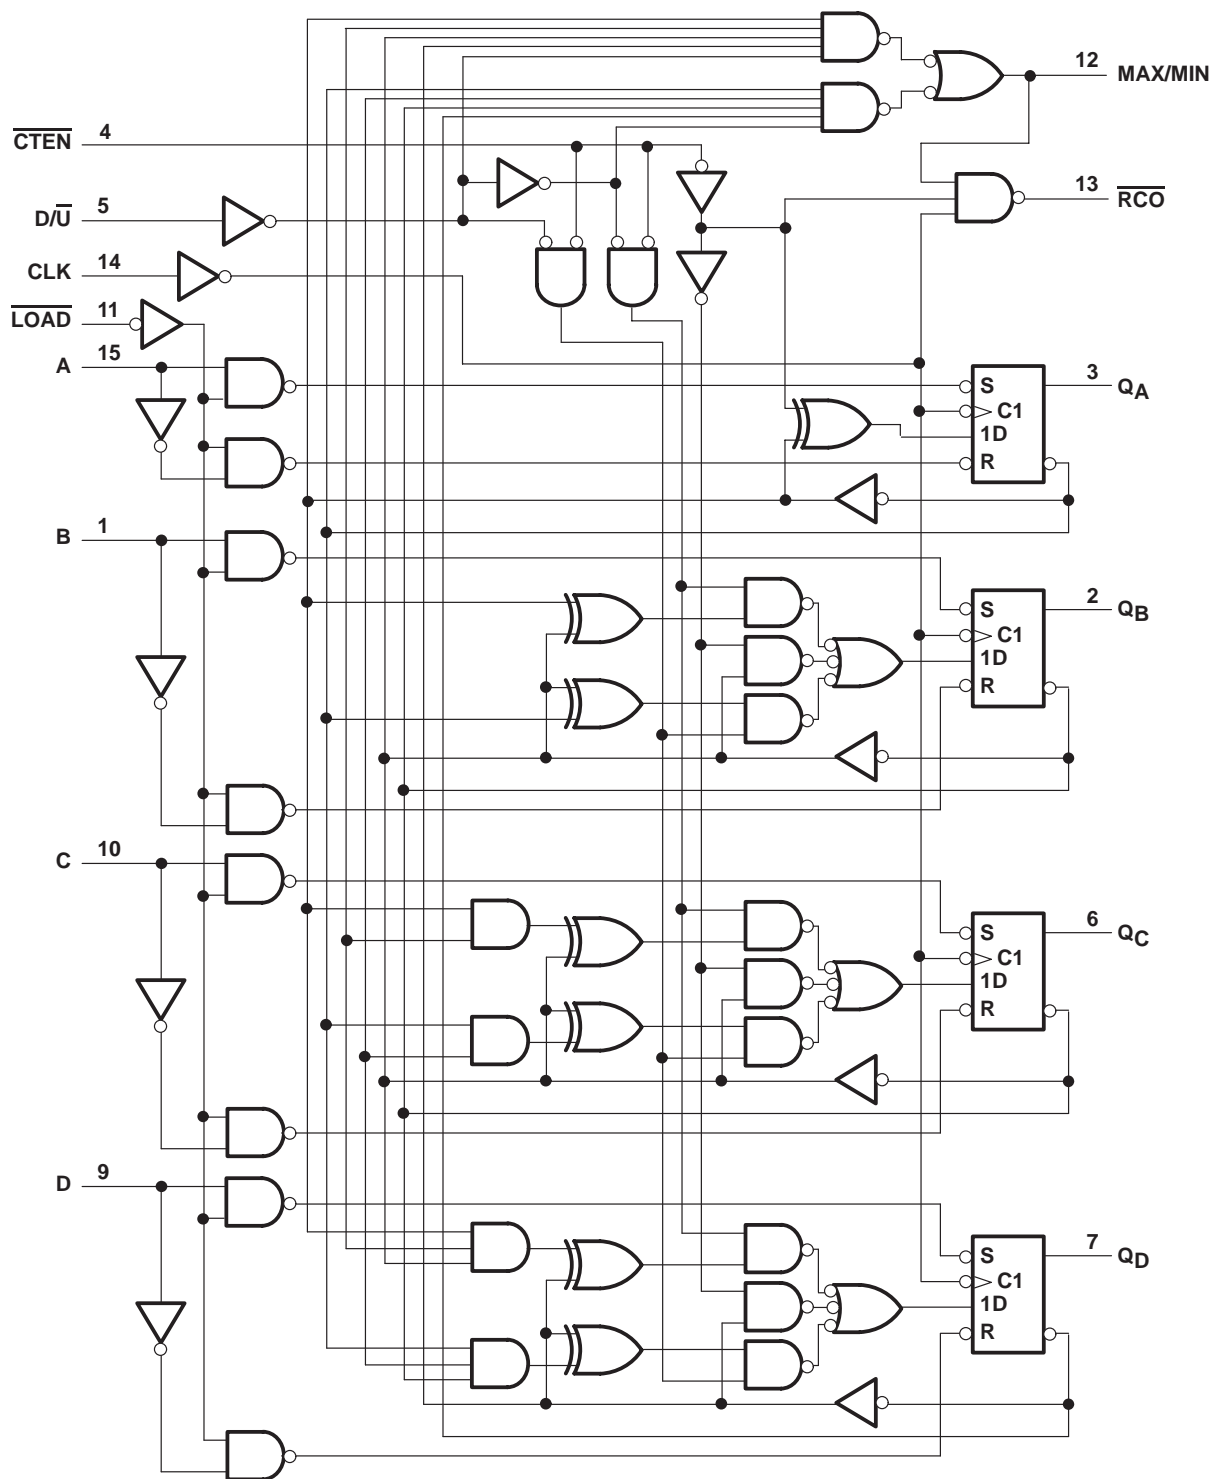 12 MAX/MIN
CTEN 4
13 RCO
D/U 5
CLK 14
LOAD 11
A 15
S
C1
1D
R
3 QA
B 1
S
C1
1D
R
2 QB
C 10
S
C1
1D
R
6 QC
D 9
S
C1
1D
R
7 QD